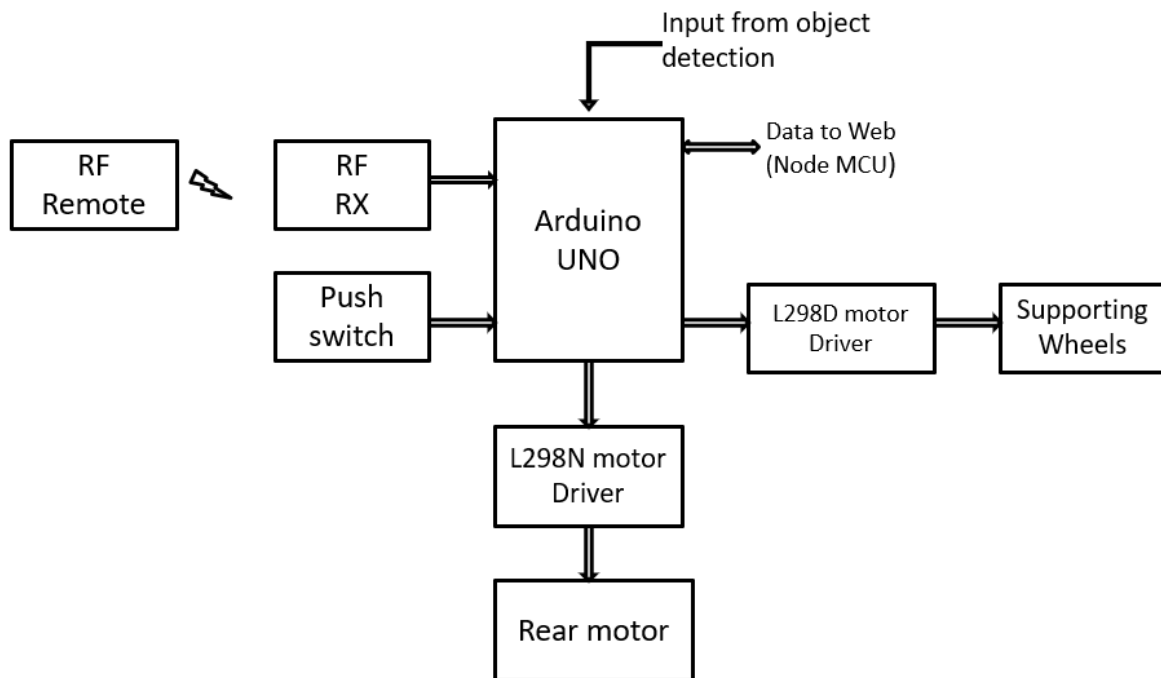 Input from object
detection
Data to Web
(Node MCU)
RF
Remote
RF
RX
Arduino
UNO
Push
switch
L298D motor
Driver
Supporting
Wheels
L298N motor
Driver
Rear motor